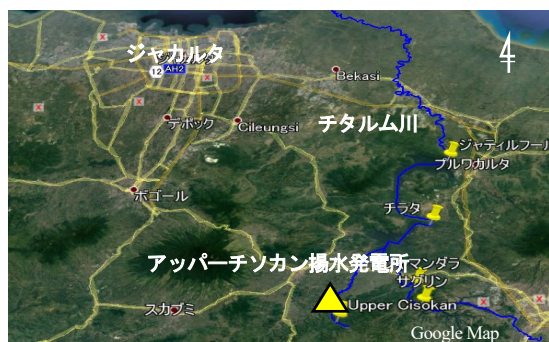 ジャカルタ
12 AH2
Bekasi
デポック
Cileungsi
チタルム川
ジャティルフール
プルワカルタ
ボゴール
チラタ
アッパーチソカン揚水発電所
マンダラ
サグリン
スカブミ
Upper Cisokan
Google Map